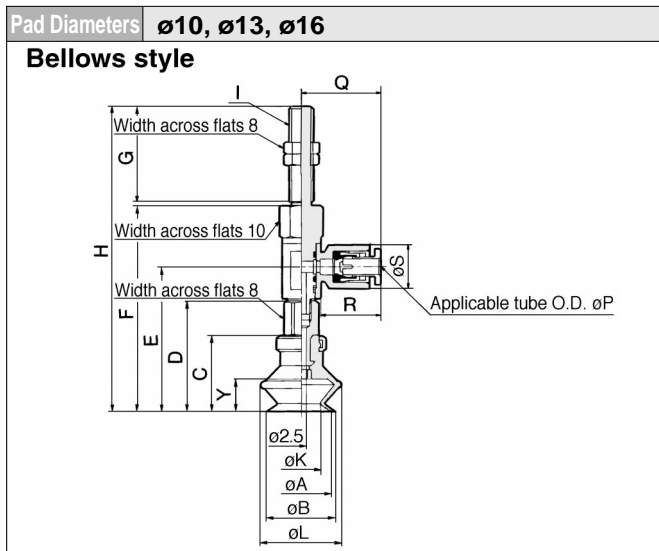 Pad Diameters ø10, ø13, ø16
Bellows style
Q
I
Width across flats 8
G
Width across flats 10
H
øS
F
E
Width across flats 8
R
Applicable tube O.D. øP
D
C
Y
ø2.5
øK
øA
øB
øL